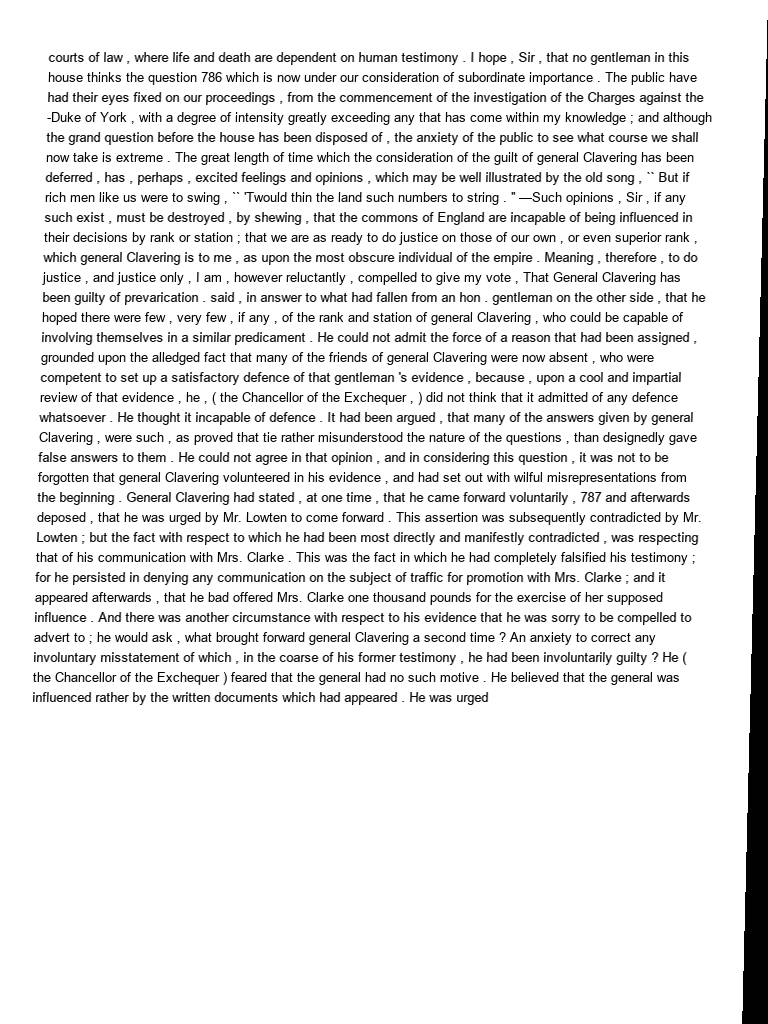 courts of law , where life and death are dependent on human testimony . I hope , Sir , that no gentleman in this
house thinks the question 786 which is now under our consideration of subordinate importance . The public have
had their eyes fixed on our proceedings , from the commencement of the investigation of the Charges against the
-Duke of York , with a degree of intensity greatly exceeding any that has come within my knowledge ; and although
the grand question before the house has been disposed of , the anxiety of the public to see what course we shall
now take is extreme . The great length of time which the consideration of the guilt of general Clavering has been
deferred , has , perhaps , excited feelings and opinions , which may be well illustrated by the old song , `` But if
rich men like us were to swing , `` 'Twould thin the land such numbers to string . " —Such opinions , Sir , if any
such exist , must be destroyed , by shewing , that the commons of England are incapable of being influenced in
their decisions by rank or station ; that we are as ready to do justice on those of our own , or even superior rank ,
which general Clavering is to me , as upon the most obscure individual of the empire . Meaning , therefore , to do
justice , and justice only , I am , however reluctantly , compelled to give my vote , That General Clavering has
been guilty of prevarication . said , in answer to what had fallen from an hon . gentleman on the other side , that he
hoped there were few , very few , if any , of the rank and station of general Clavering , who could be capable of
involving themselves in a similar predicament . He could not admit the force of a reason that had been assigned ,
grounded upon the alledged fact that many of the friends of general Clavering were now absent , who were
competent to set up a satisfactory defence of that gentleman 's evidence , because , upon a cool and impartial
review of that evidence , he , ( the Chancellor of the Exchequer , ) did not think that it admitted of any defence
whatsoever . He thought it incapable of defence . It had been argued , that many of the answers given by general
Clavering , were such , as proved that tie rather misunderstood the nature of the questions , than designedly gave
false answers to them . He could not agree in that opinion , and in considering this question , it was not to be
forgotten that general Clavering volunteered in his evidence , and had set out with wilful misrepresentations from
the beginning . General Clavering had stated , at one time , that he came forward voluntarily , 787 and afterwards
deposed , that he was urged by Mr. Lowten to come forward . This assertion was subsequently contradicted by Mr.
Lowten ; but the fact with respect to which he had been most directly and manifestly contradicted , was respecting
that of his communication with Mrs. Clarke . This was the fact in which he had completely falsified his testimony ;
for he persisted in denying any communication on the subject of traffic for promotion with Mrs. Clarke ; and it
appeared afterwards , that he bad offered Mrs. Clarke one thousand pounds for the exercise of her supposed
influence . And there was another circumstance with respect to his evidence that he was sorry to be compelled to
advert to ; he would ask , what brought forward general Clavering a second time ? An anxiety to correct any
involuntary misstatement of which , in the coarse of his former testimony , he had been involuntarily guilty ? He (
the Chancellor of the Exchequer ) feared that the general had no such motive . He believed that the general was
influenced rather by the written documents which had appeared . He was urged